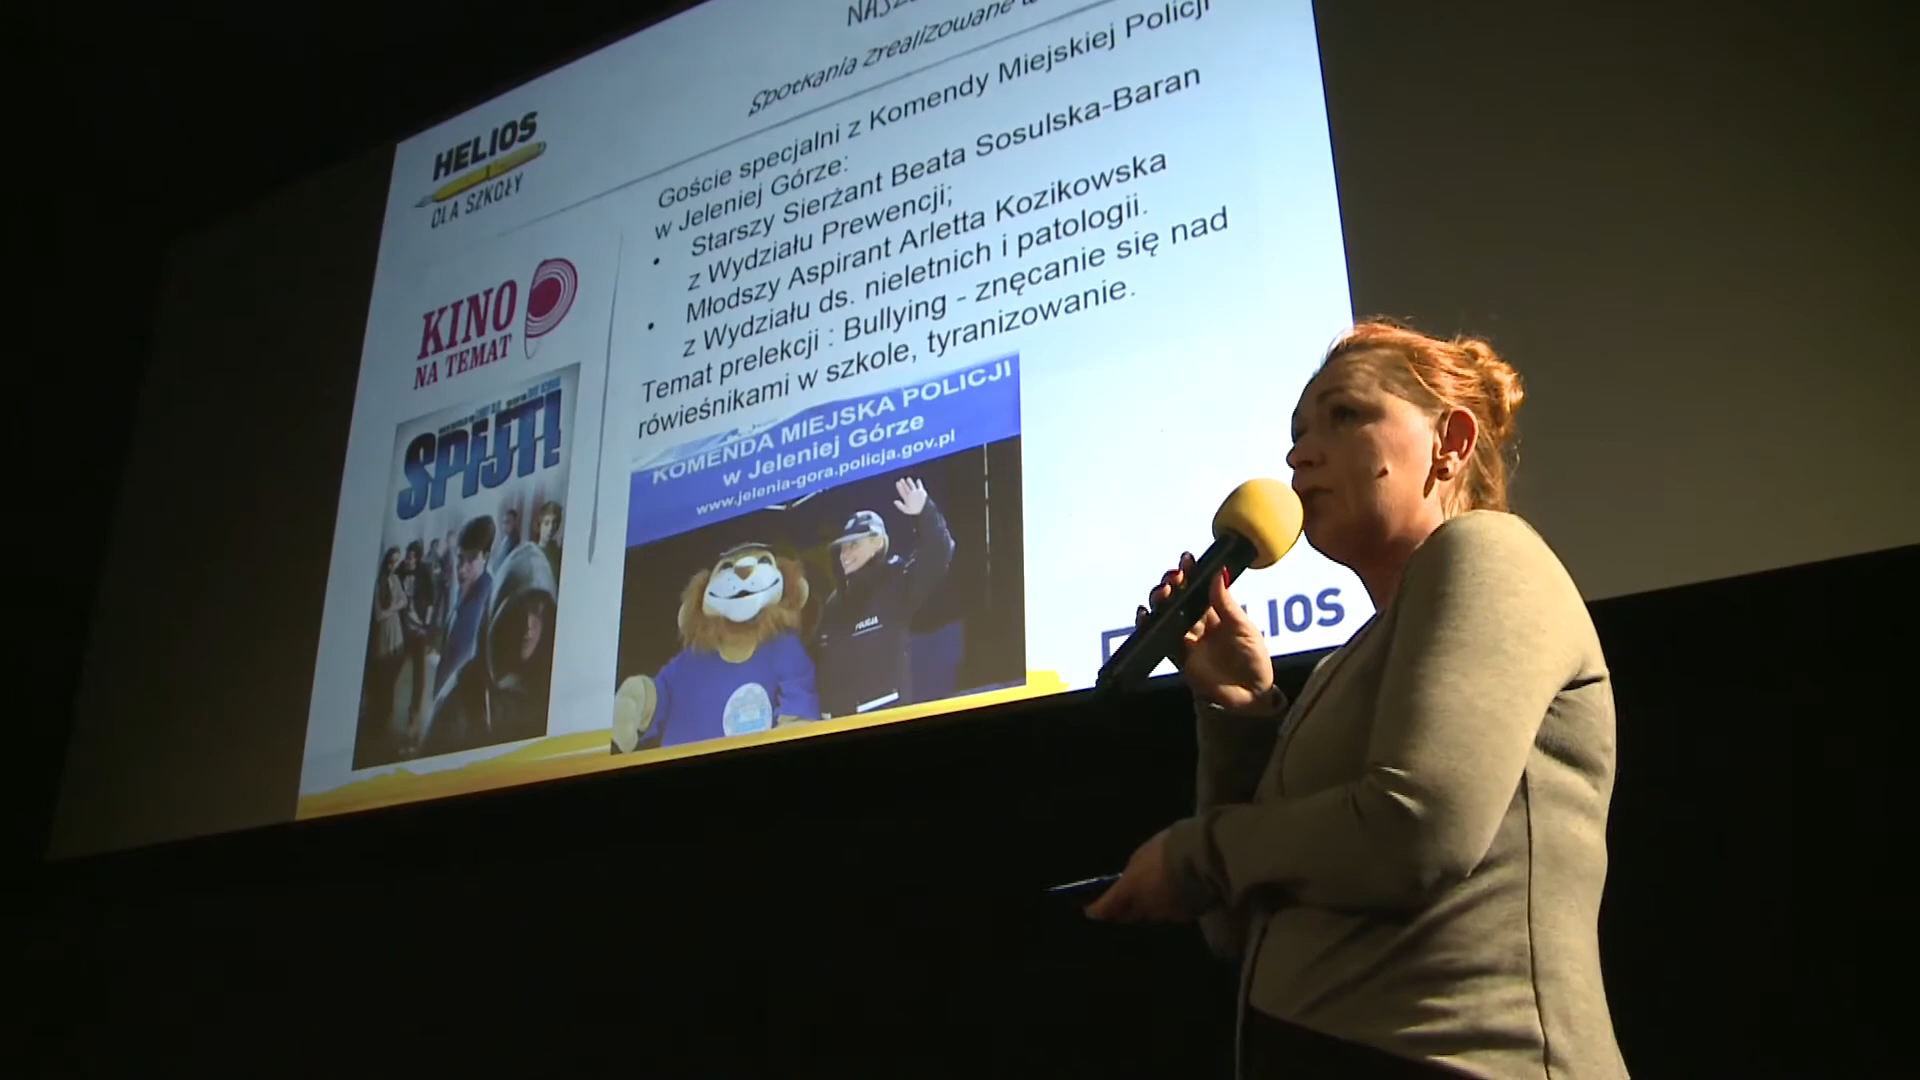 Spotkania zrealizowane
HELIOS
DLA SZKOŁY
Goście specjalni z Komendy Miejskiej Policji
w Jeleniej Górze:
• Starszy Sierżant Beata Sosulska-Baran
z Wydziału Prewencji;
• Młodszy Aspirant Arletta Kozikowska
z Wydziału ds. nieletnich i patologii.
Temat prelekcji : Bullying - znęcanie się nad
rówieśnikami w szkole, tyranizowanie.
KINO
NA TEMAT
SPIJT!
KOMENDA MIEJSKA POLICJI
w Jeleniej Górze
www.jelenia-gora.policja.gov.pl
POLICJA
LIOS